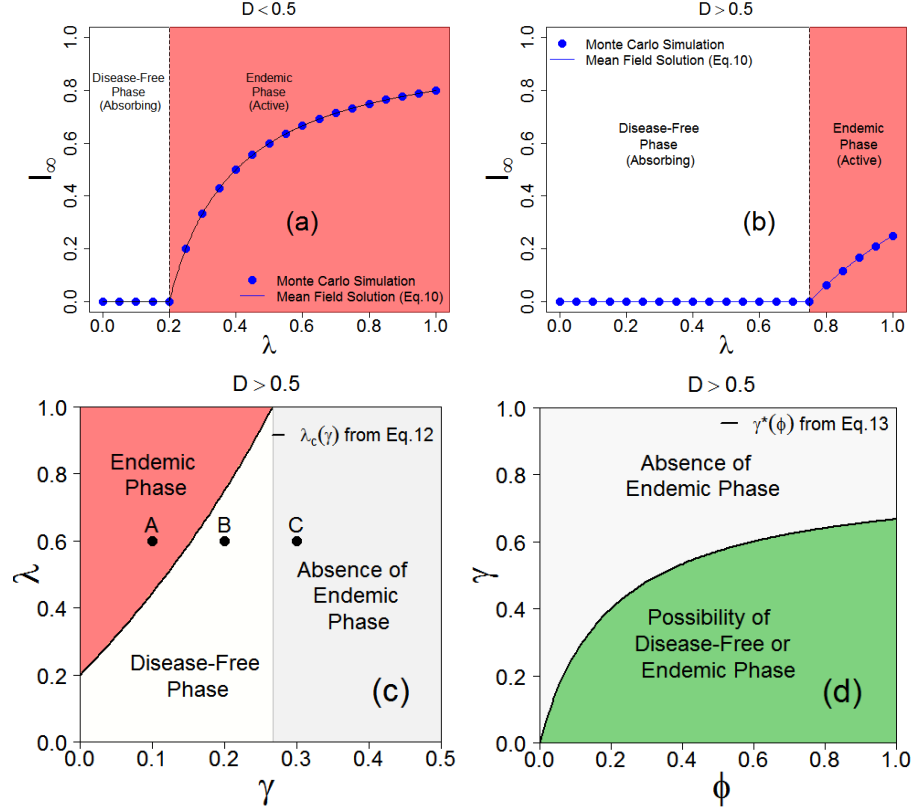 D < 0.5
1.0
0.8
0.6
0.4
0.2
0.0
I∞
Disease-Free
Phase
(Absorbing)
Endemic
Phase
(Active)
(a)
Monte Carlo Simulation
Mean Field Solution (Eq.10)
0.0 0.2 0.4 0.6 0.8 1.0
λ
D > 0.5
1.0
0.8
0.6
0.4
0.2
0.0
I∞
Monte Carlo Simulation
Mean Field Solution (Eq.10)
Disease-Free
Phase
(Absorbing)
Endemic
Phase
(Active)
(b)
0.0 0.2 0.4 0.6 0.8 1.0
λ
D > 0.5
1.0
0.8
0.6
0.4
0.2
0.0
λ
λc(γ) from Eq.12
Endemic
Phase
A B C
Absence of
Endemic
Phase
Disease-Free
Phase
(c)
0.0 0.1 0.2 0.3 0.4 0.5
γ
D > 0.5
1.0
0.8
0.6
0.4
0.2
0.0
γ
γ*(ϕ) from Eq.13
Absence of
Endemic Phase
Possibility of
Disease-Free or
Endemic Phase
(d)
0.0 0.2 0.4 0.6 0.8 1.0
ϕ